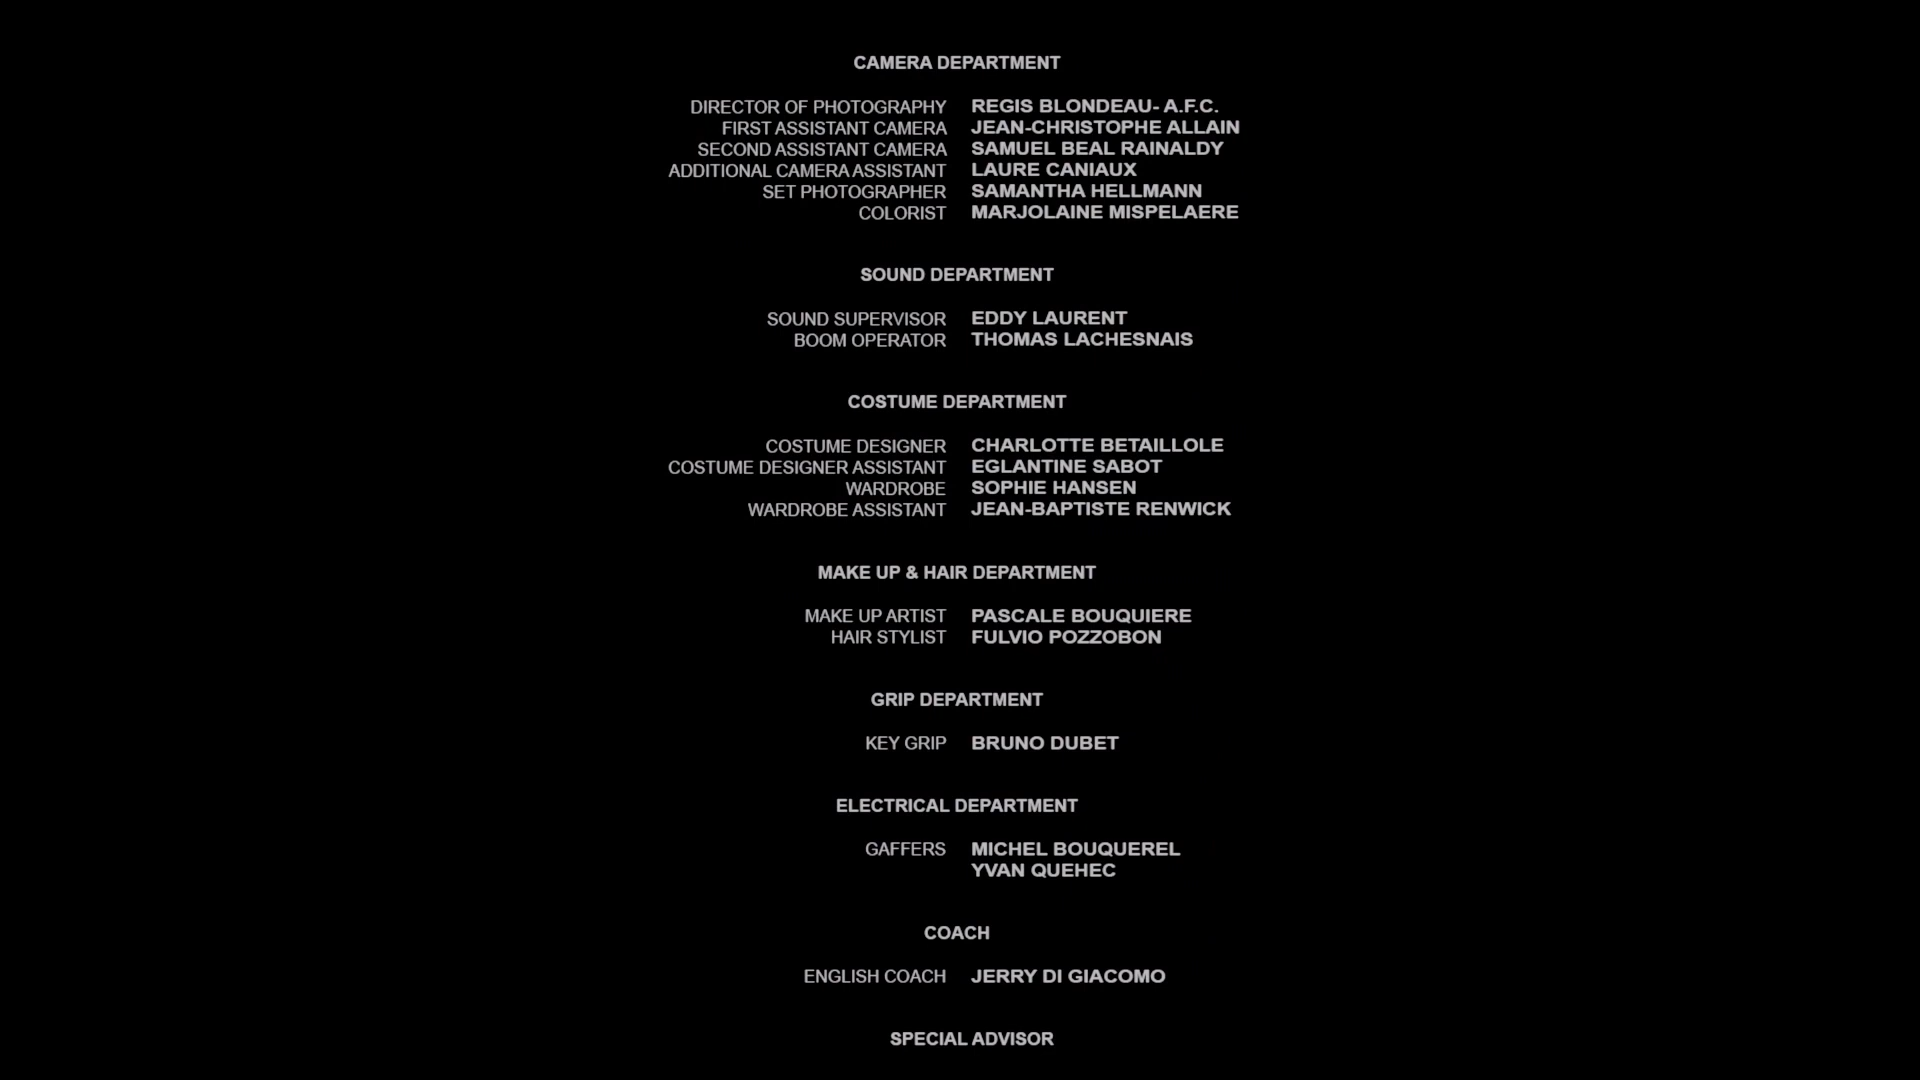 CAMERA DEPARTMENT
DIRECTOR OF PHOTOGRAPHY REGIS BLONDEAU- A.F.C.
FIRST ASSISTANT CAMERA JEAN-CHRISTOPHE ALLAIN
SECOND ASSISTANT CAMERA SAMUEL BEAL RAINALDY
ADDITIONAL CAMERA ASSISTANT LAURE CANIAUX
SET PHOTOGRAPHER SAMANTHA HELLMANN
COLORIST MARJOLAINE MISPELAERE
SOUND DEPARTMENT
SOUND SUPERVISOR EDDY LAURENT
BOOM OPERATOR THOMAS LACHESNAIS
COSTUME DEPARTMENT
COSTUME DESIGNER CHARLOTTE BETAILLOLE
COSTUME DESIGNER ASSISTANT EGLANTINE SABOT
WARDROBE SOPHIE HANSEN
WARDROBE ASSISTANT JEAN-BAPTISTE RENWICK
MAKE UP & HAIR DEPARTMENT
MAKE UP ARTIST PASCALE BOUQUIERE
HAIR STYLIST FULVIO POZZOBON
GRIP DEPARTMENT
KEY GRIP BRUNO DUBET
ELECTRICAL DEPARTMENT
GAFFERS MICHEL BOUQUEREL
YVAN QUEHEC
COACH
ENGLISH COACH JERRY DI GIACOMO
SPECIAL ADVISOR